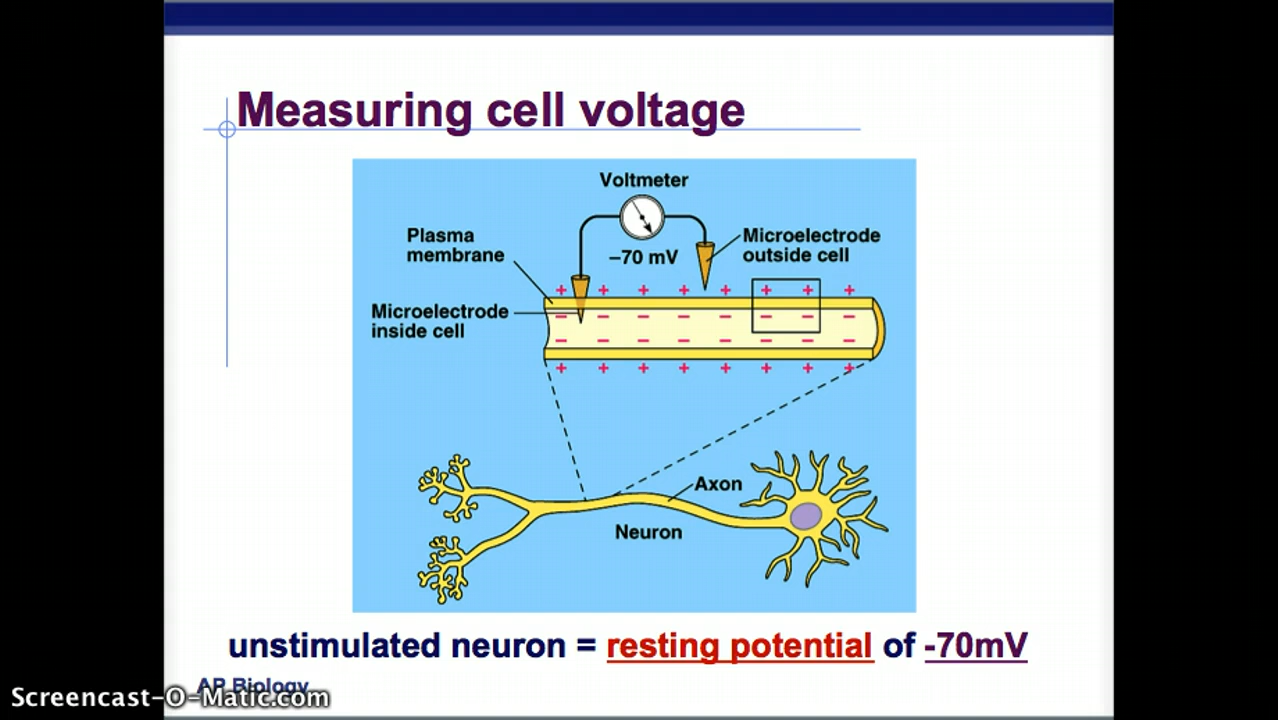 Measuring cell voltage
Voltmeter
Plasma
membrane
−70 mV
Microelectrode
outside cell
Microelectrode
inside cell
Axon
Neuron
unstimulated neuron = resting potential of -70mV
AP Biology
Screencast-O-Matic.com